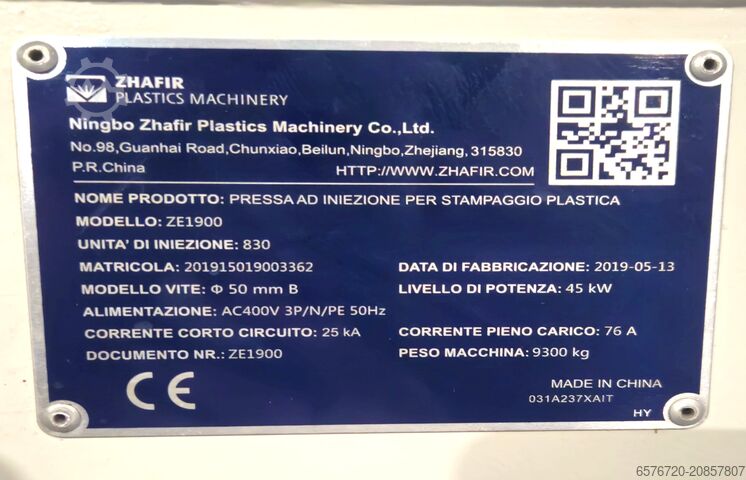 ZHAFIR
PLASTICS MACHINERY
Ningbo Zhafir Plastics Machinery Co.,Ltd.
No.98,Guanhai Road,Chunxiao,Beilun,Ningbo,Zhejiang, 315830
P.R.China HTTP://WWW.ZHAFIR.COM
NOME PRODOTTO: PRESSA AD INIEZIONE PER STAMPAGGIO PLASTICA
MODELLO: ZE1900
UNITA' DI INIEZIONE: 830
MATRICOLA: 201915019003362 DATA DI FABBRICAZIONE: 2019-05-13
MODELLO VITE: Φ 50 mm B LIVELLO DI POTENZA: 45 kW
ALIMENTAZIONE: AC400V 3P/N/PE 50Hz
CORRENTE CORTO CIRCUITO: 25 kA CORRENTE PIENO CARICO: 76 A
DOCUMENTO NR.: ZE1900 PESO MACCHINA: 9300 kg
CE MADE IN CHINA
031A237XAIT
HY
6576720-20857807